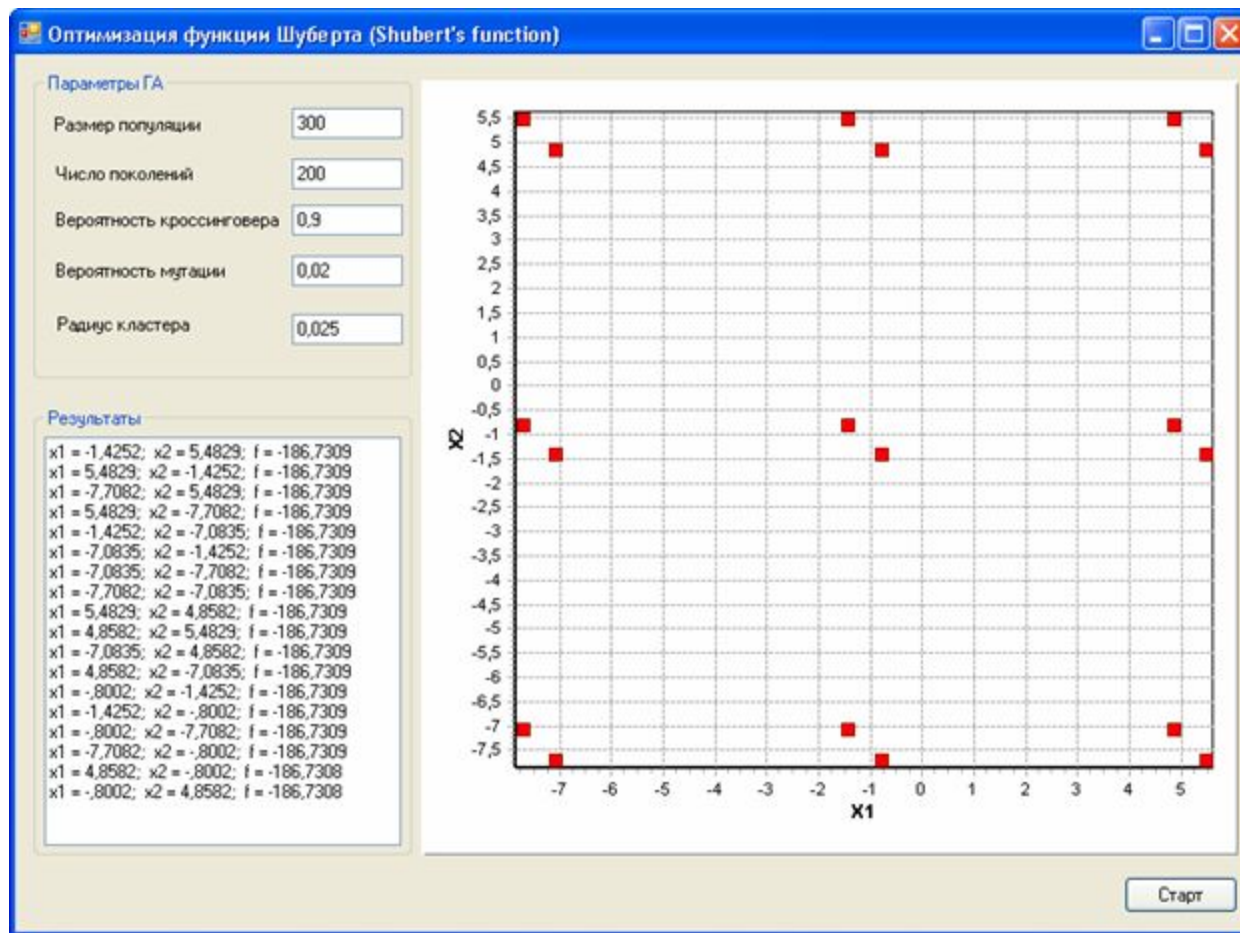 Оптимизация функции Шуберта (Shubert's function)
Параметры ГА
Размер популяции 300
Число поколений 200
Вероятность кроссинговера 0,9
Вероятность мутации 0,02
Радиус кластера 0,025
Результаты
x1 = -1,4252; x2 = 5,4829; f = -186,7309
x1 = 5,4829; x2 = -1,4252; f = -186,7309
x1 = -7,7082; x2 = 5,4829; f = -186,7309
x1 = 5,4829; x2 = -7,7082; f = -186,7309
x1 = -1,4252; x2 = -7,0835; f = -186,7309
x1 = -7,0835; x2 = -1,4252; f = -186,7309
x1 = -7,0835; x2 = -7,7082; f = -186,7309
x1 = -7,7082; x2 = -7,0835; f = -186,7309
x1 = 5,4829; x2 = 4,8582; f = -186,7309
x1 = 4,8582; x2 = 5,4829; f = -186,7309
x1 = -7,0835; x2 = 4,8582; f = -186,7309
x1 = 4,8582; x2 = -7,0835; f = -186,7309
x1 = -,8002; x2 = -1,4252; f = -186,7309
x1 = -1,4252; x2 = -,8002; f = -186,7309
x1 = -,8002; x2 = -7,7082; f = -186,7309
x1 = -7,7082; x2 = -,8002; f = -186,7309
x1 = 4,8582; x2 = -,8002; f = -186,7308
x1 = -,8002; x2 = 4,8582; f = -186,7308
5,5
5
4,5
4
3,5
3
2,5
2
1,5
1
0,5
0
-0,5
-1
-1,5
-2
-2,5
-3
-3,5
-4
-4,5
-5
-5,5
-6
-6,5
-7
-7,5
X2
-7 -6 -5 -4 -3 -2 -1 0 1 2 3 4 5
X1
Старт